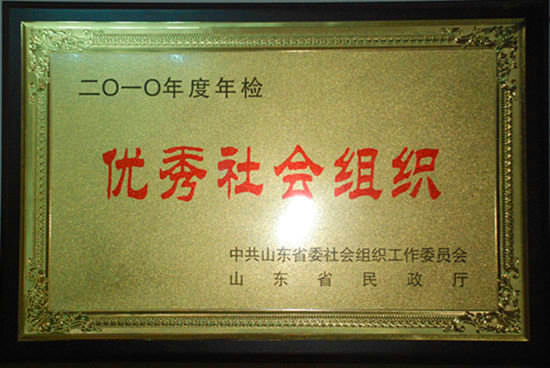 二〇一〇年度年检
优秀社会组织
中共山东省委社会组织工作委员会
山东省民政厅